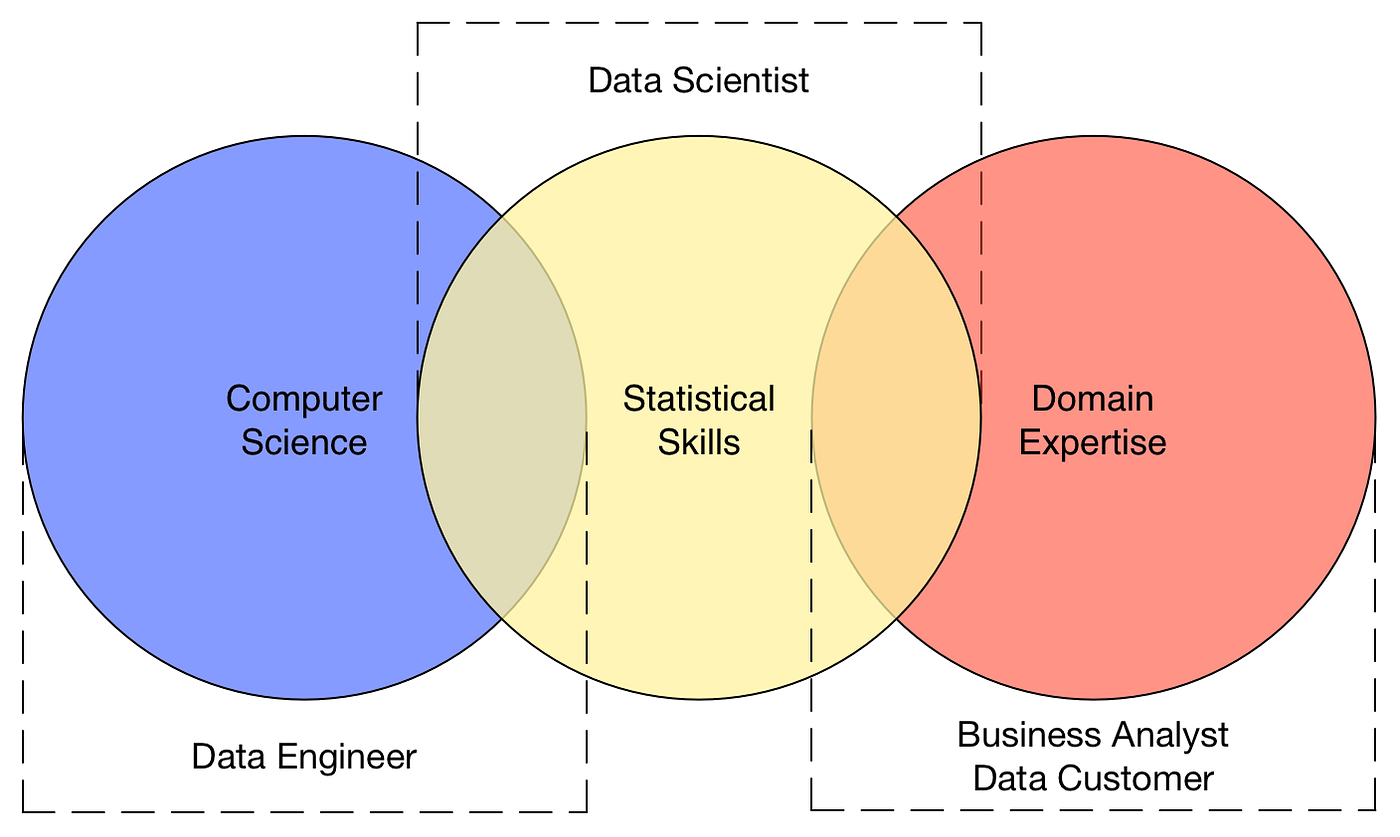 Data Scientist
Computer
Science
Statistical
Skills
Domain
Expertise
Data Engineer
Business Analyst
Data Customer